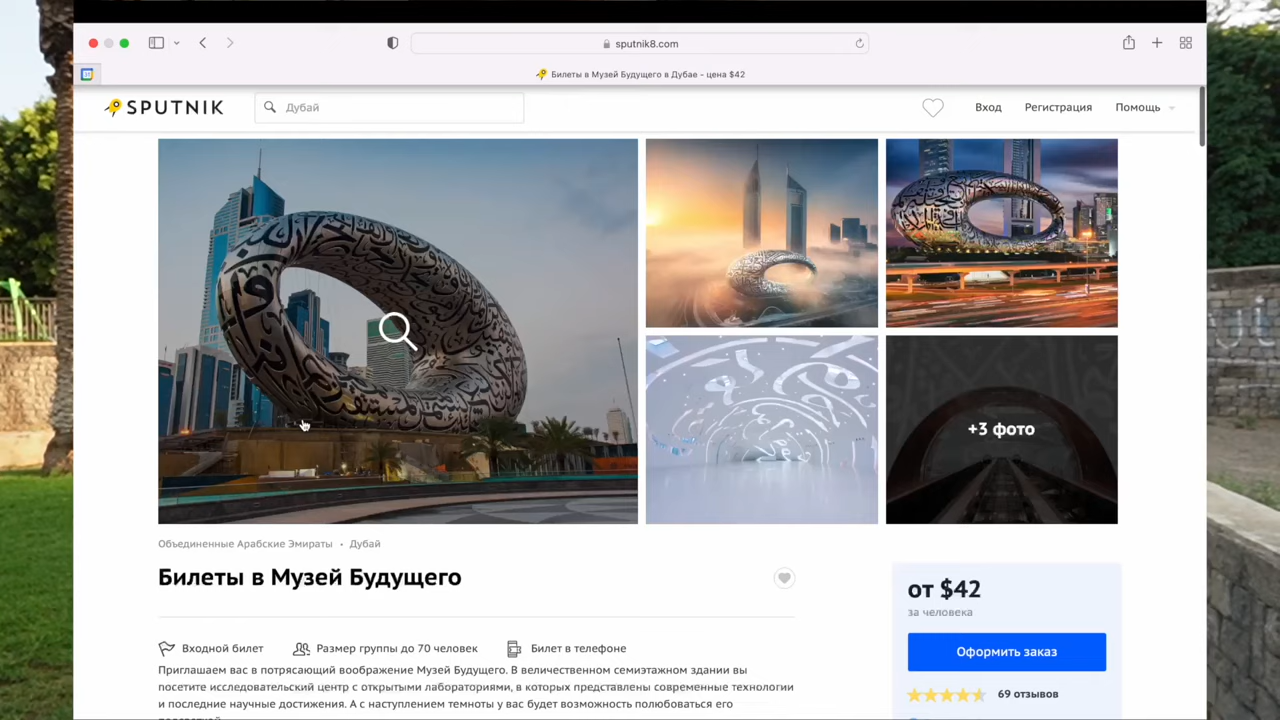 sputnik8.com
Билеты в Музей Будущего в Дубае – цена $42
SPUTNIK
Дубай
Вход
Регистрация
Помощь
+3 фото
Объединенные Арабские Эмираты • Дубай
Билеты в Музей Будущего
от $42
за человека
Входной билет
Размер группы до 70 человек
Билет в телефоне
Оформить заказ
Приглашаем вас в потрясающий воображение Музей Будущего. В величественном семиэтажном здании вы
посетите исследовательский центр с открытыми лабораториями, в которых представлены современные технологии
и последние научные достижения. А с наступлением темноты у вас будет возможность полюбоваться его
69 отзывов